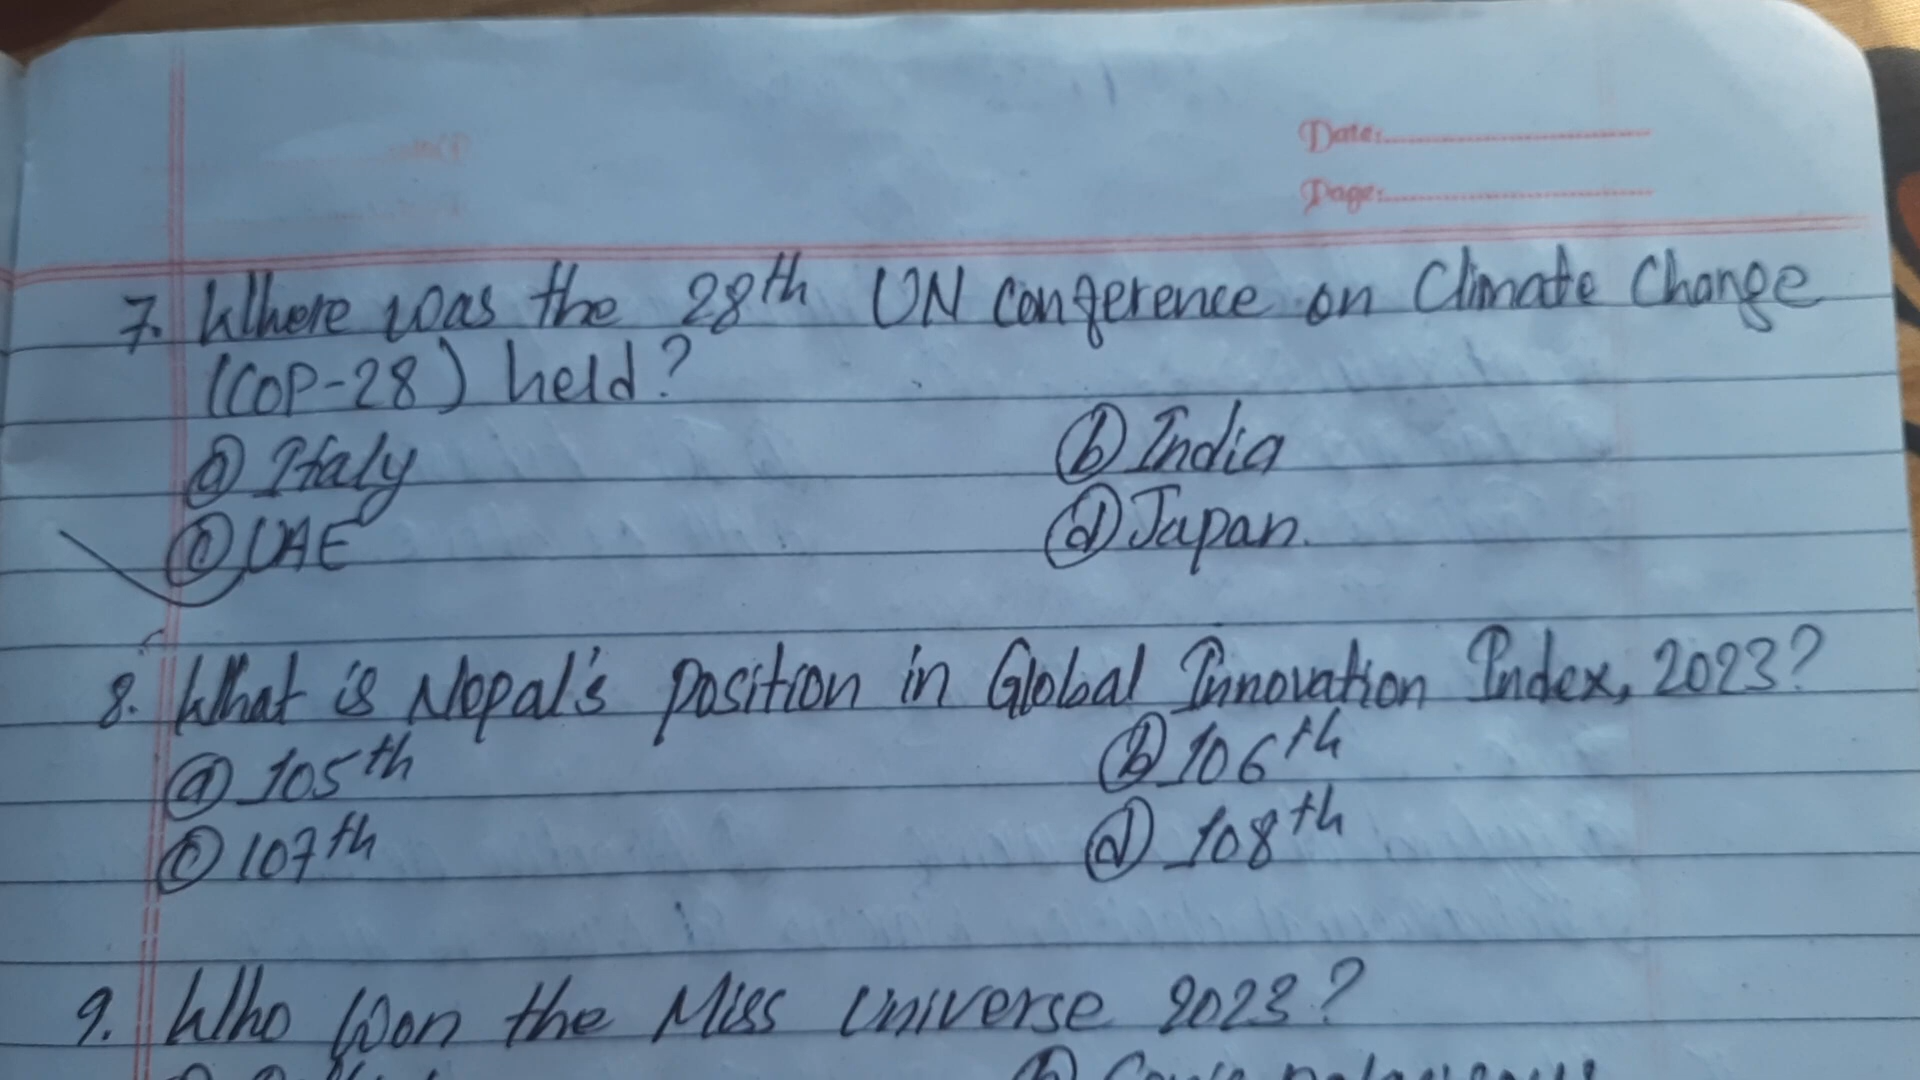 Date:
Page:
7. Where was the 28th UN conference on Climate Change
(COP-28) held?
(a) Italy (b) India
(c) UAE (d) Japan.
8. What is Nepal's position in Global Innovation Index, 2023?
(a) 105th (b) 106th
(c) 107th (d) 108th
9. Who won the Miss Universe 2023?